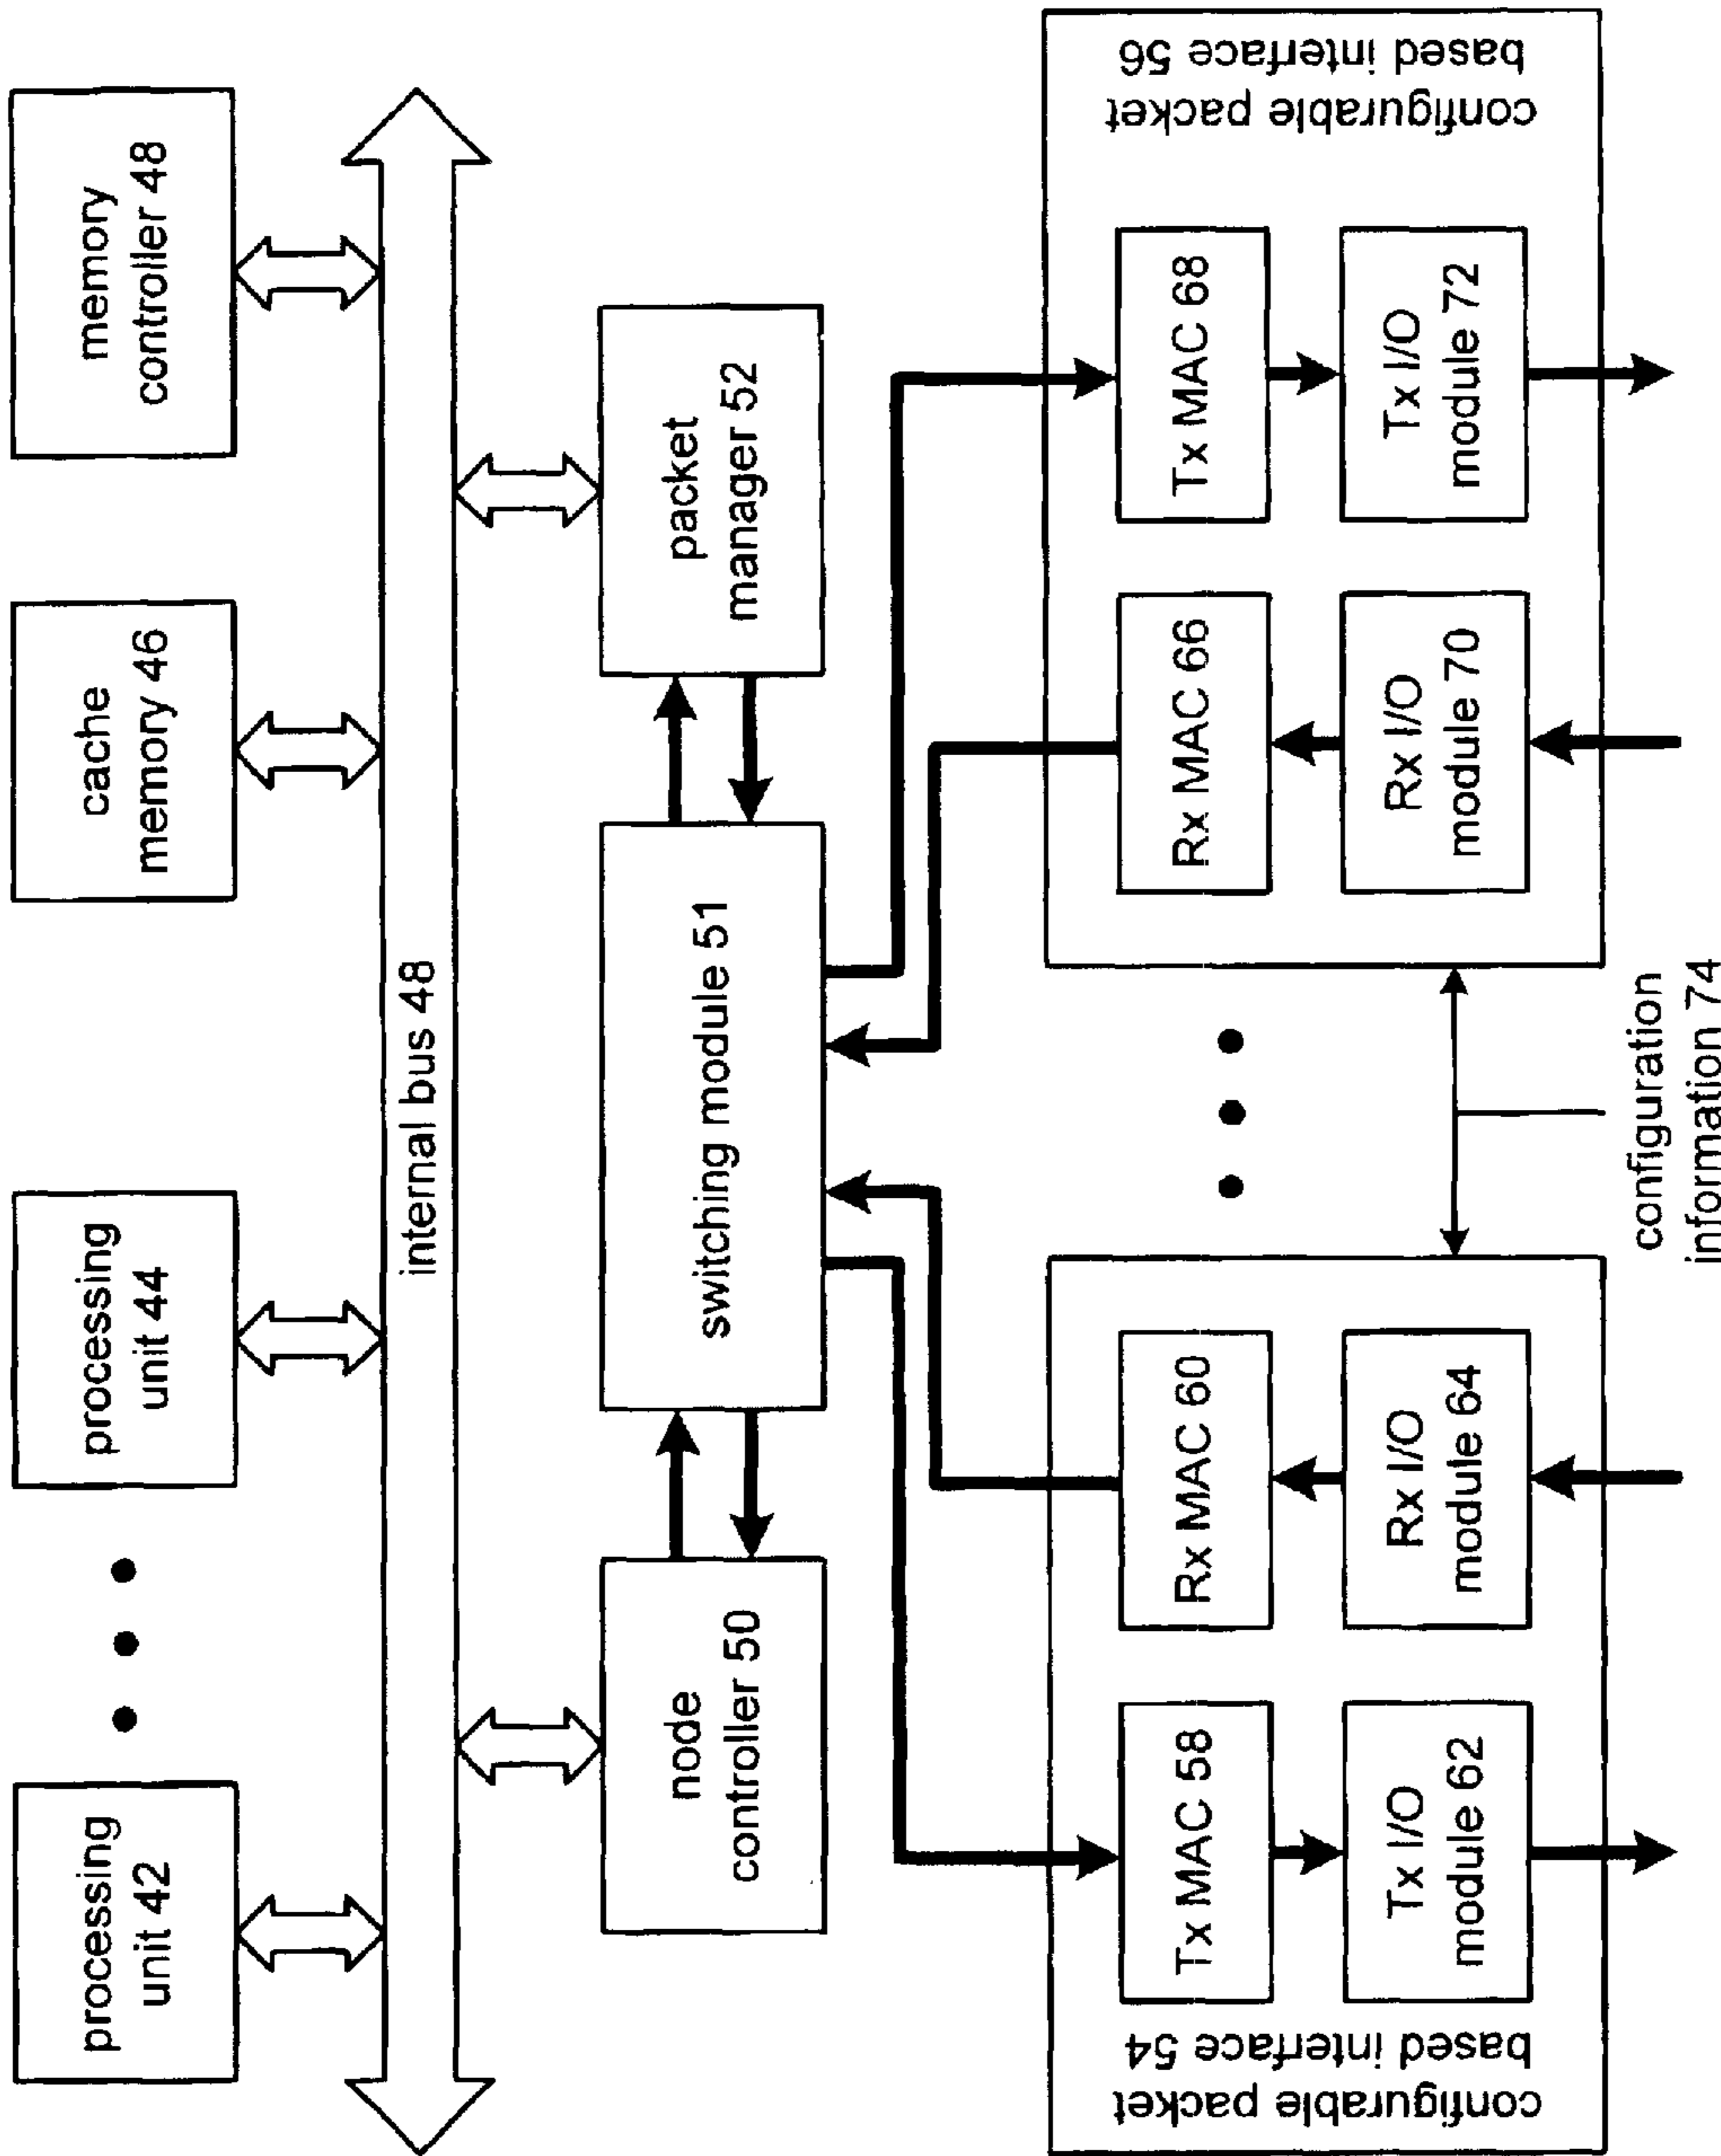 processing
unit 42
processing
unit 44
cache
memory 46
memory
controller 48
internal bus 48
node
controller 50
switching module 51
packet
manager 52
configurable packet
based interface 54
Tx MAC 58
Rx MAC 60
Tx I/O
module 62
Rx I/O
module 64
configuration
information 74
Rx MAC 66
Tx MAC 68
Rx I/O
module 70
Tx I/O
module 72
configurable packet
based interface 56